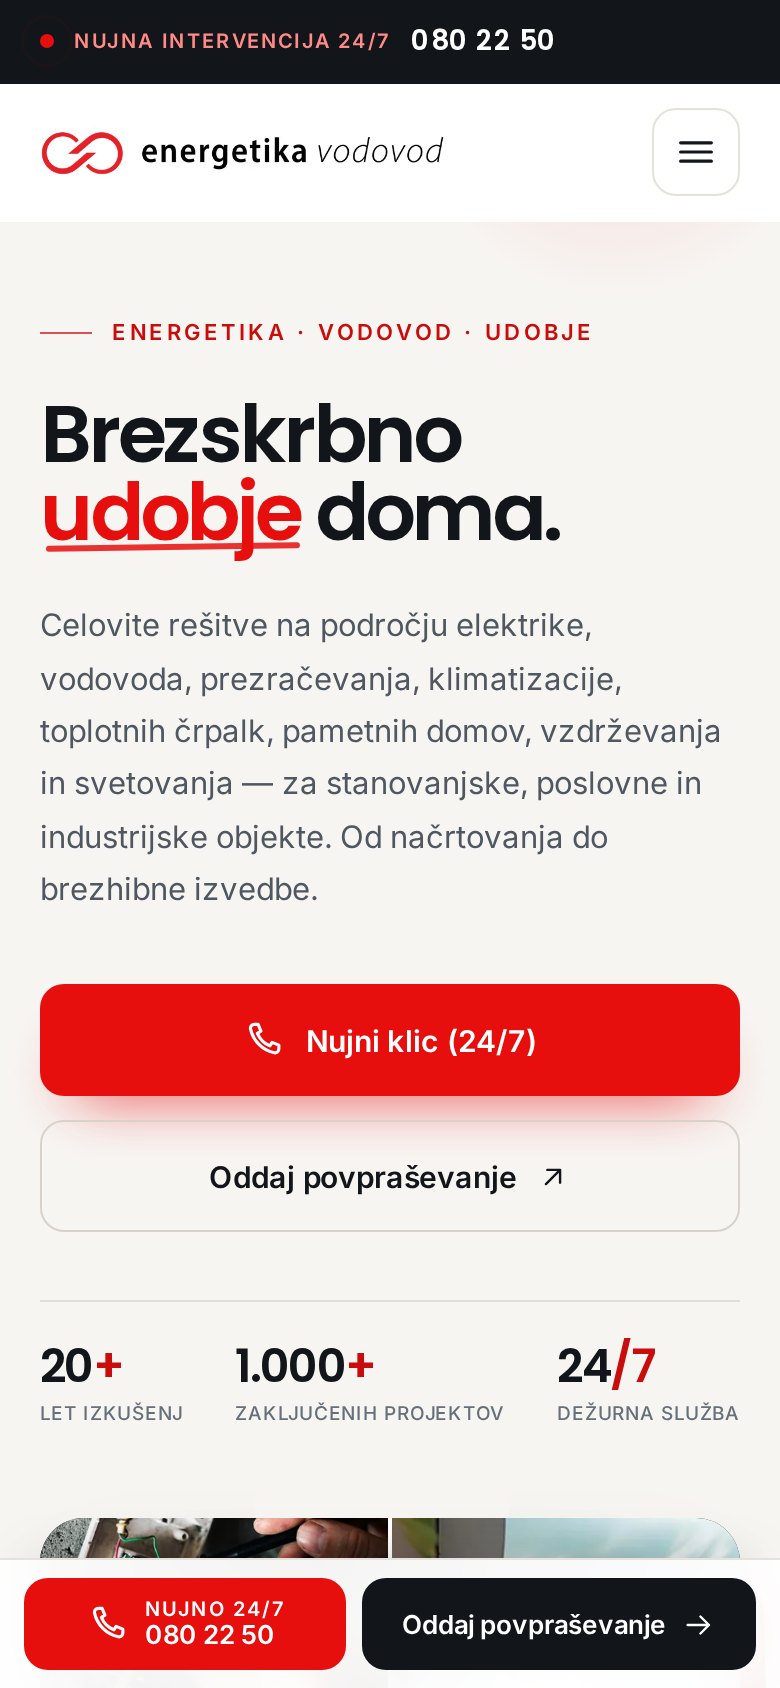 NUJNA INTERVENCIJA 24/7 080 22 50
energetika vodovod
ENERGETIKA · VODOVOD · UDOBJE
Brezskrbno
udobje doma.
Celovite rešitve na področju elektrike,
vodovoda, prezračevanja, klimatizacije,
toplotnih črpalk, pametnih domov, vzdrževanja
in svetovanja — za stanovanjske, poslovne in
industrijske objekte. Od načrtovanja do
brezhibne izvedbe.
Nujni klic (24/7)
Oddaj povpraševanje
20+ 1.000+ 24/7
LET IZKUŠENJ ZAKLJUČENIH PROJEKTOV DEŽURNA SLUŽBA
NUJNO 24/7
080 22 50
Oddaj povpraševanje